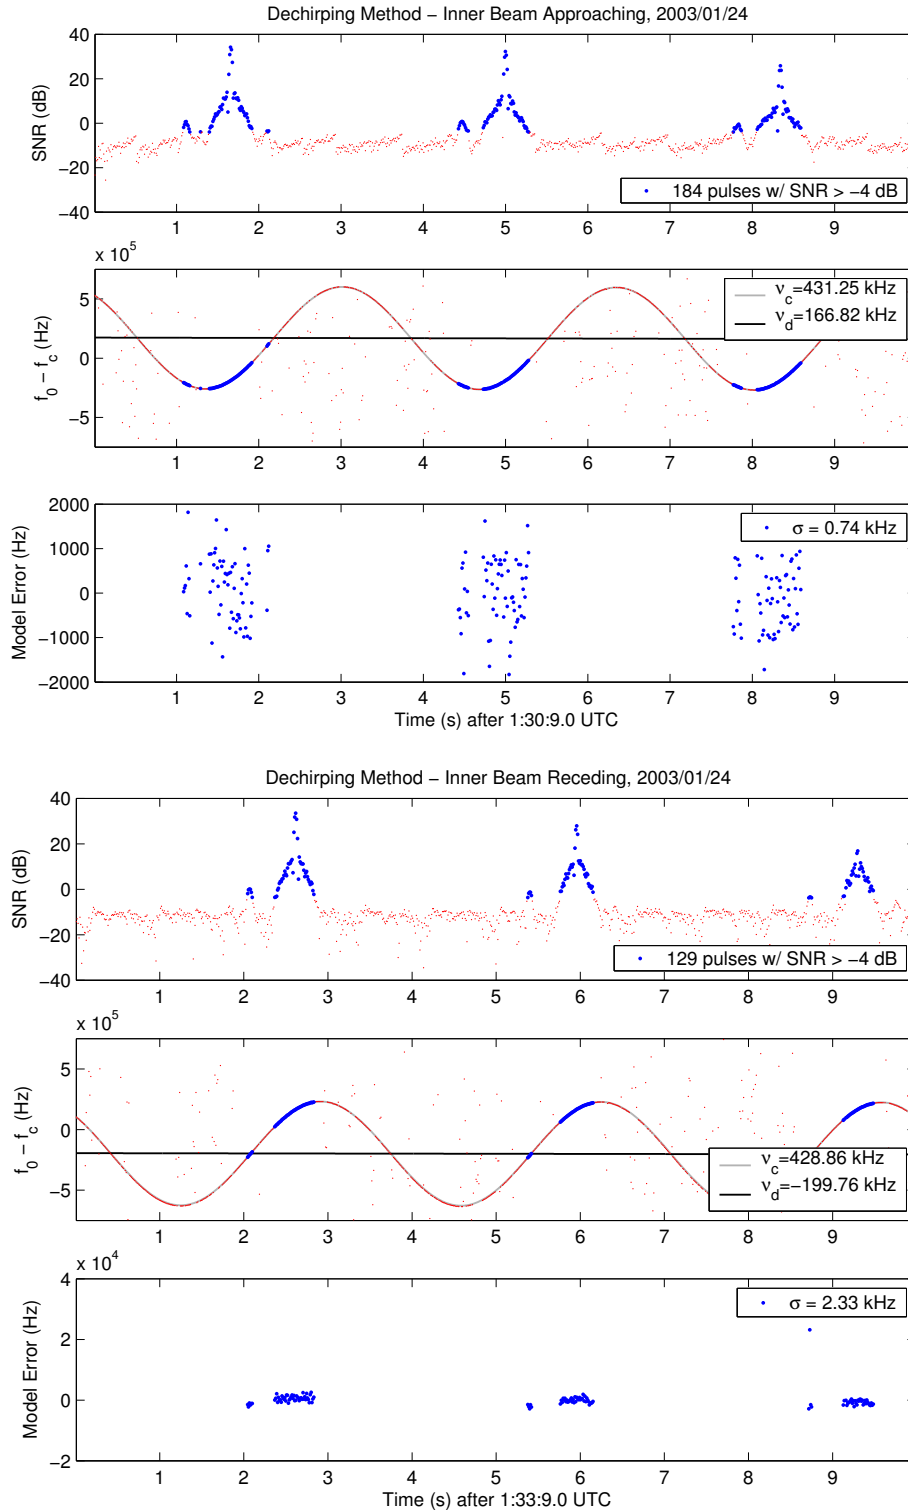 Dechirping Method – Inner Beam Approaching, 2003/01/24
40
20
0
−20
−40
SNR (dB)
184 pulses w/ SNR > −4 dB
1 2 3 4 5 6 7 8 9
x 10^5
5
0
−5
f_0 − f_c (Hz)
ν_c=431.25 kHz
ν_d=166.82 kHz
1 2 3 4 5 6 7 8 9
2000
1000
0
−1000
−2000
Model Error (Hz)
σ = 0.74 kHz
1 2 3 4 5 6 7 8 9
Time (s) after 1:30:9.0 UTC
Dechirping Method – Inner Beam Receding, 2003/01/24
40
20
0
−20
−40
SNR (dB)
129 pulses w/ SNR > −4 dB
1 2 3 4 5 6 7 8 9
x 10^5
5
0
−5
f_0 − f_c (Hz)
ν_c=428.86 kHz
ν_d=−199.76 kHz
1 2 3 4 5 6 7 8 9
x 10^4
4
2
0
−2
Model Error (Hz)
σ = 2.33 kHz
1 2 3 4 5 6 7 8 9
Time (s) after 1:33:9.0 UTC